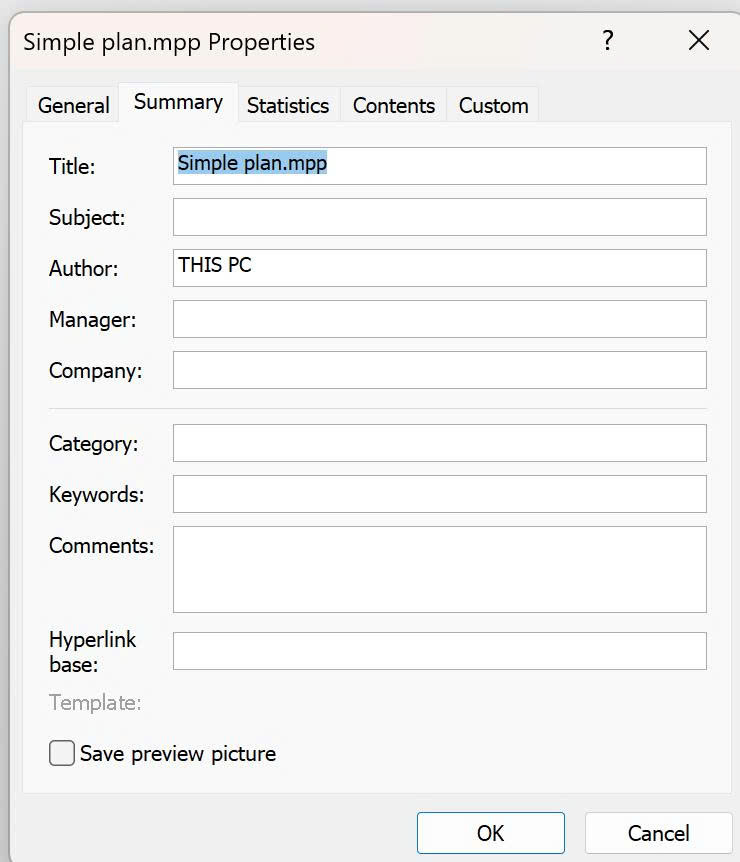 Simple plan.mpp Properties ?
General Summary Statistics Contents Custom
Title: Simple plan.mpp
Subject:
Author: THIS PC
Manager:
Company:
Category:
Keywords:
Comments:
Hyperlink
base:
Template:
Save preview picture
OK Cancel